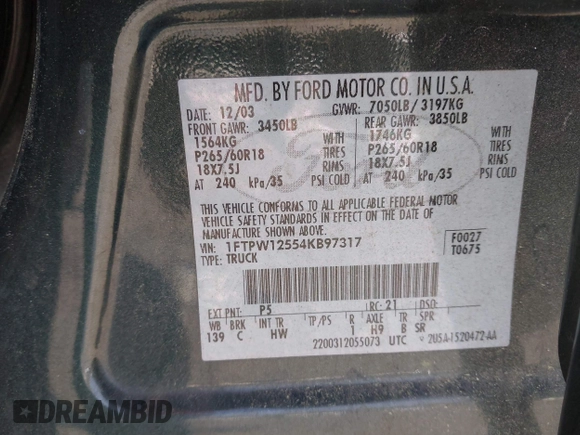 MFD. BY FORD MOTOR CO. IN U.S.A.
DATE: 12/03 GVWR: 7050LB/ 3197KG
FRONT GAWR: 3450LB REAR GAWR: 3850LB
1564KG WITH 1746KG WITH
P265/60R18 TIRES P265/60R18 TIRES
18X7.5J RIMS 18X7.5J RIMS
AT 240 kPa/35 PSI COLD AT 240 kPa/35 PSI COLD
Ford
THIS VEHICLE CONFORMS TO ALL APPLICABLE FEDERAL MOTOR
VEHICLE SAFETY STANDARDS IN EFFECT ON THE DATE OF
MANUFACTURE SHOWN ABOVE.
VIN: 1FTPW12554KB97317 F0027
TYPE: TRUCK T0675
EXT PNT: P5 RC: 21 DSO:
WB BRK INT TR TP/PS R AXLE TR SPR
139 C HW 1 H9 B SR
2200312055073 UTC 2U5A-1520472-AA
DREAMBID